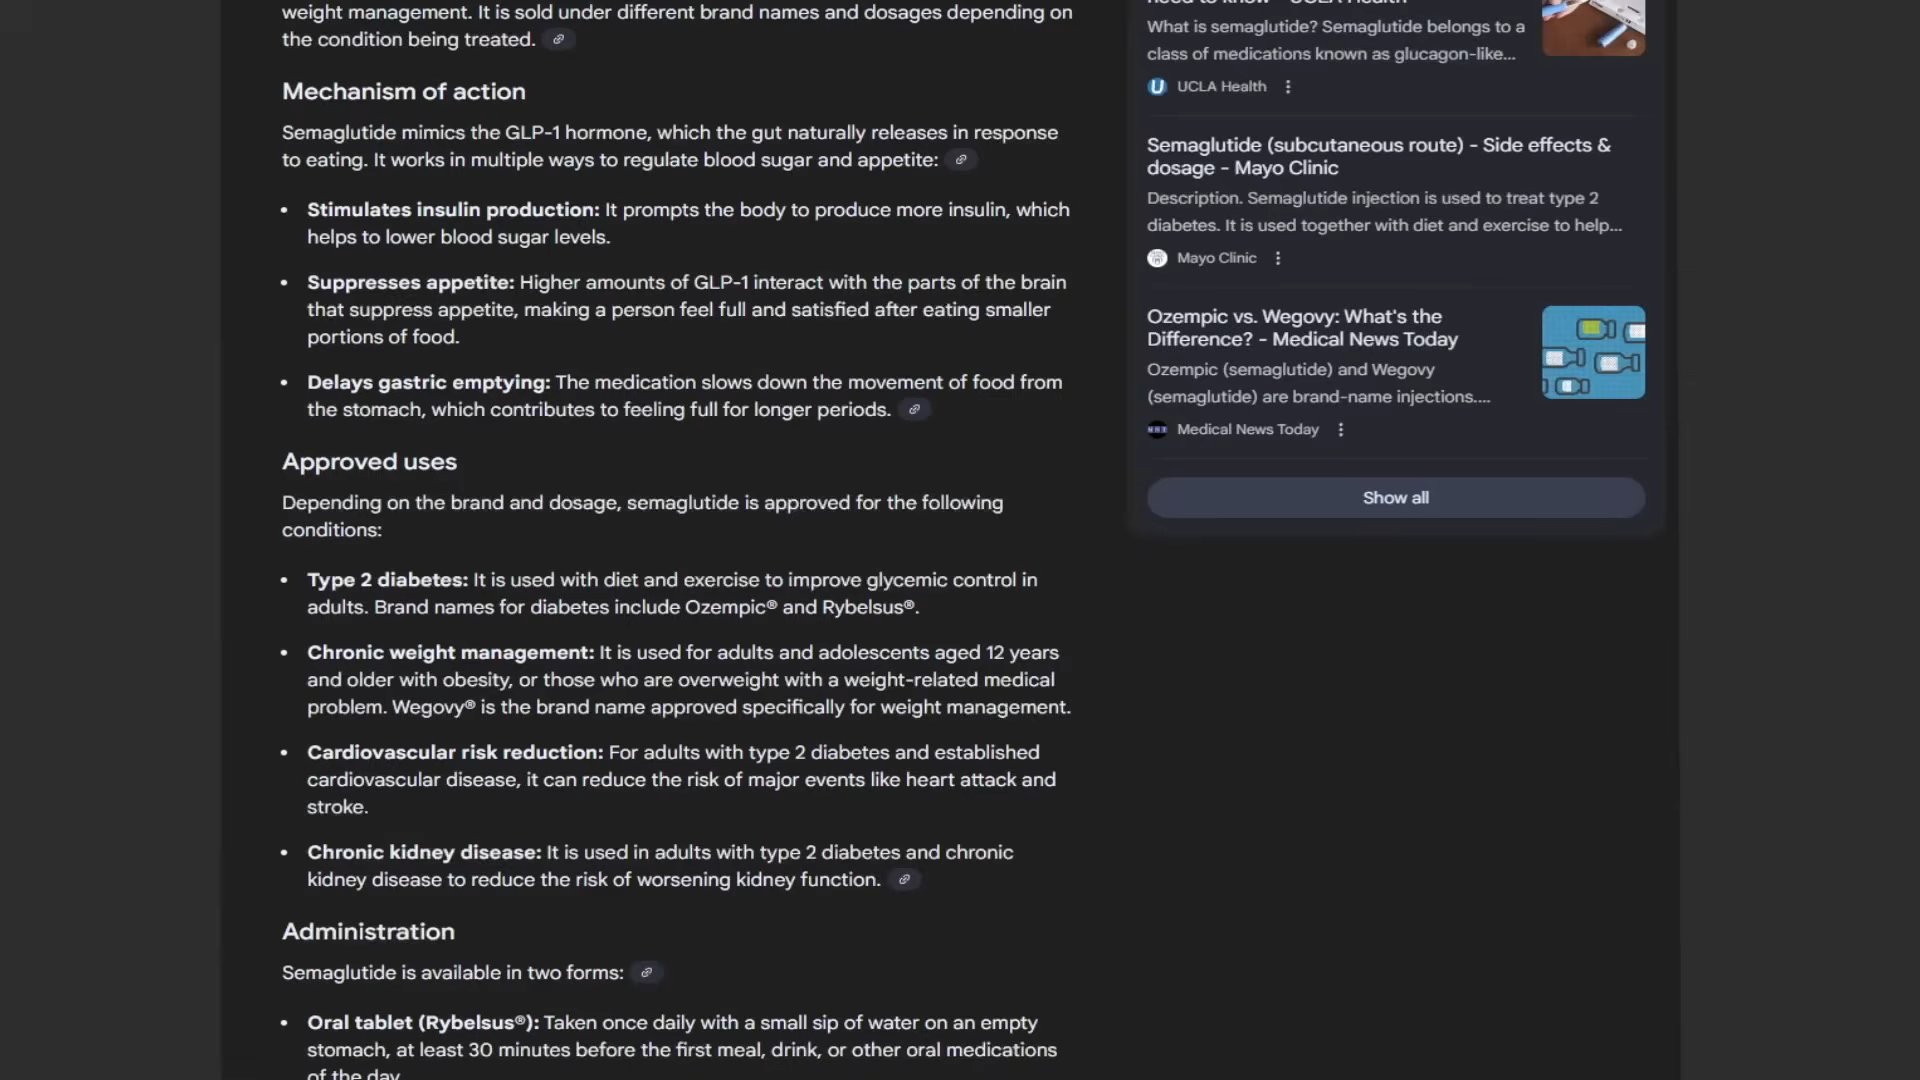 weight management. It is sold under different brand names and dosages depending on
the condition being treated.
Mechanism of action
Semaglutide mimics the GLP-1 hormone, which the gut naturally releases in response
to eating. It works in multiple ways to regulate blood sugar and appetite:
• Stimulates insulin production: It prompts the body to produce more insulin, which
helps to lower blood sugar levels.
• Suppresses appetite: Higher amounts of GLP-1 interact with the parts of the brain
that suppress appetite, making a person feel full and satisfied after eating smaller
portions of food.
• Delays gastric emptying: The medication slows down the movement of food from
the stomach, which contributes to feeling full for longer periods.
Approved uses
Depending on the brand and dosage, semaglutide is approved for the following
conditions:
• Type 2 diabetes: It is used with diet and exercise to improve glycemic control in
adults. Brand names for diabetes include Ozempic® and Rybelsus®.
• Chronic weight management: It is used for adults and adolescents aged 12 years
and older with obesity, or those who are overweight with a weight-related medical
problem. Wegovy® is the brand name approved specifically for weight management.
• Cardiovascular risk reduction: For adults with type 2 diabetes and established
cardiovascular disease, it can reduce the risk of major events like heart attack and
stroke.
• Chronic kidney disease: It is used in adults with type 2 diabetes and chronic
kidney disease to reduce the risk of worsening kidney function.
Administration
Semaglutide is available in two forms:
• Oral tablet (Rybelsus®): Taken once daily with a small sip of water on an empty
stomach, at least 30 minutes before the first meal, drink, or other oral medications
of the day.
need to know - UCLA Health
What is semaglutide? Semaglutide belongs to a
class of medications known as glucagon-like...
UCLA Health
Semaglutide (subcutaneous route) - Side effects &
dosage - Mayo Clinic
Description. Semaglutide injection is used to treat type 2
diabetes. It is used together with diet and exercise to help...
Mayo Clinic
Ozempic vs. Wegovy: What's the
Difference? - Medical News Today
Ozempic (semaglutide) and Wegovy
(semaglutide) are brand-name injections....
MNT Medical News Today
Show all